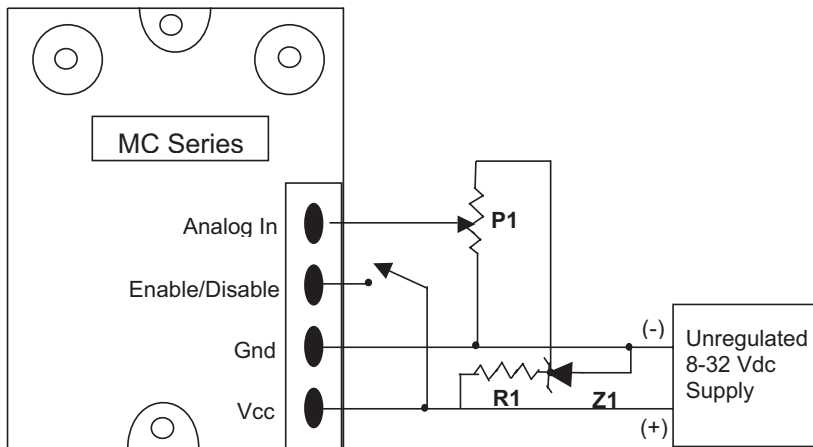 MC Series
Analog In
P1
Enable/Disable
(-)
Unregulated
8-32 Vdc
Supply
Gnd
R1
Z1
Vcc
(+)